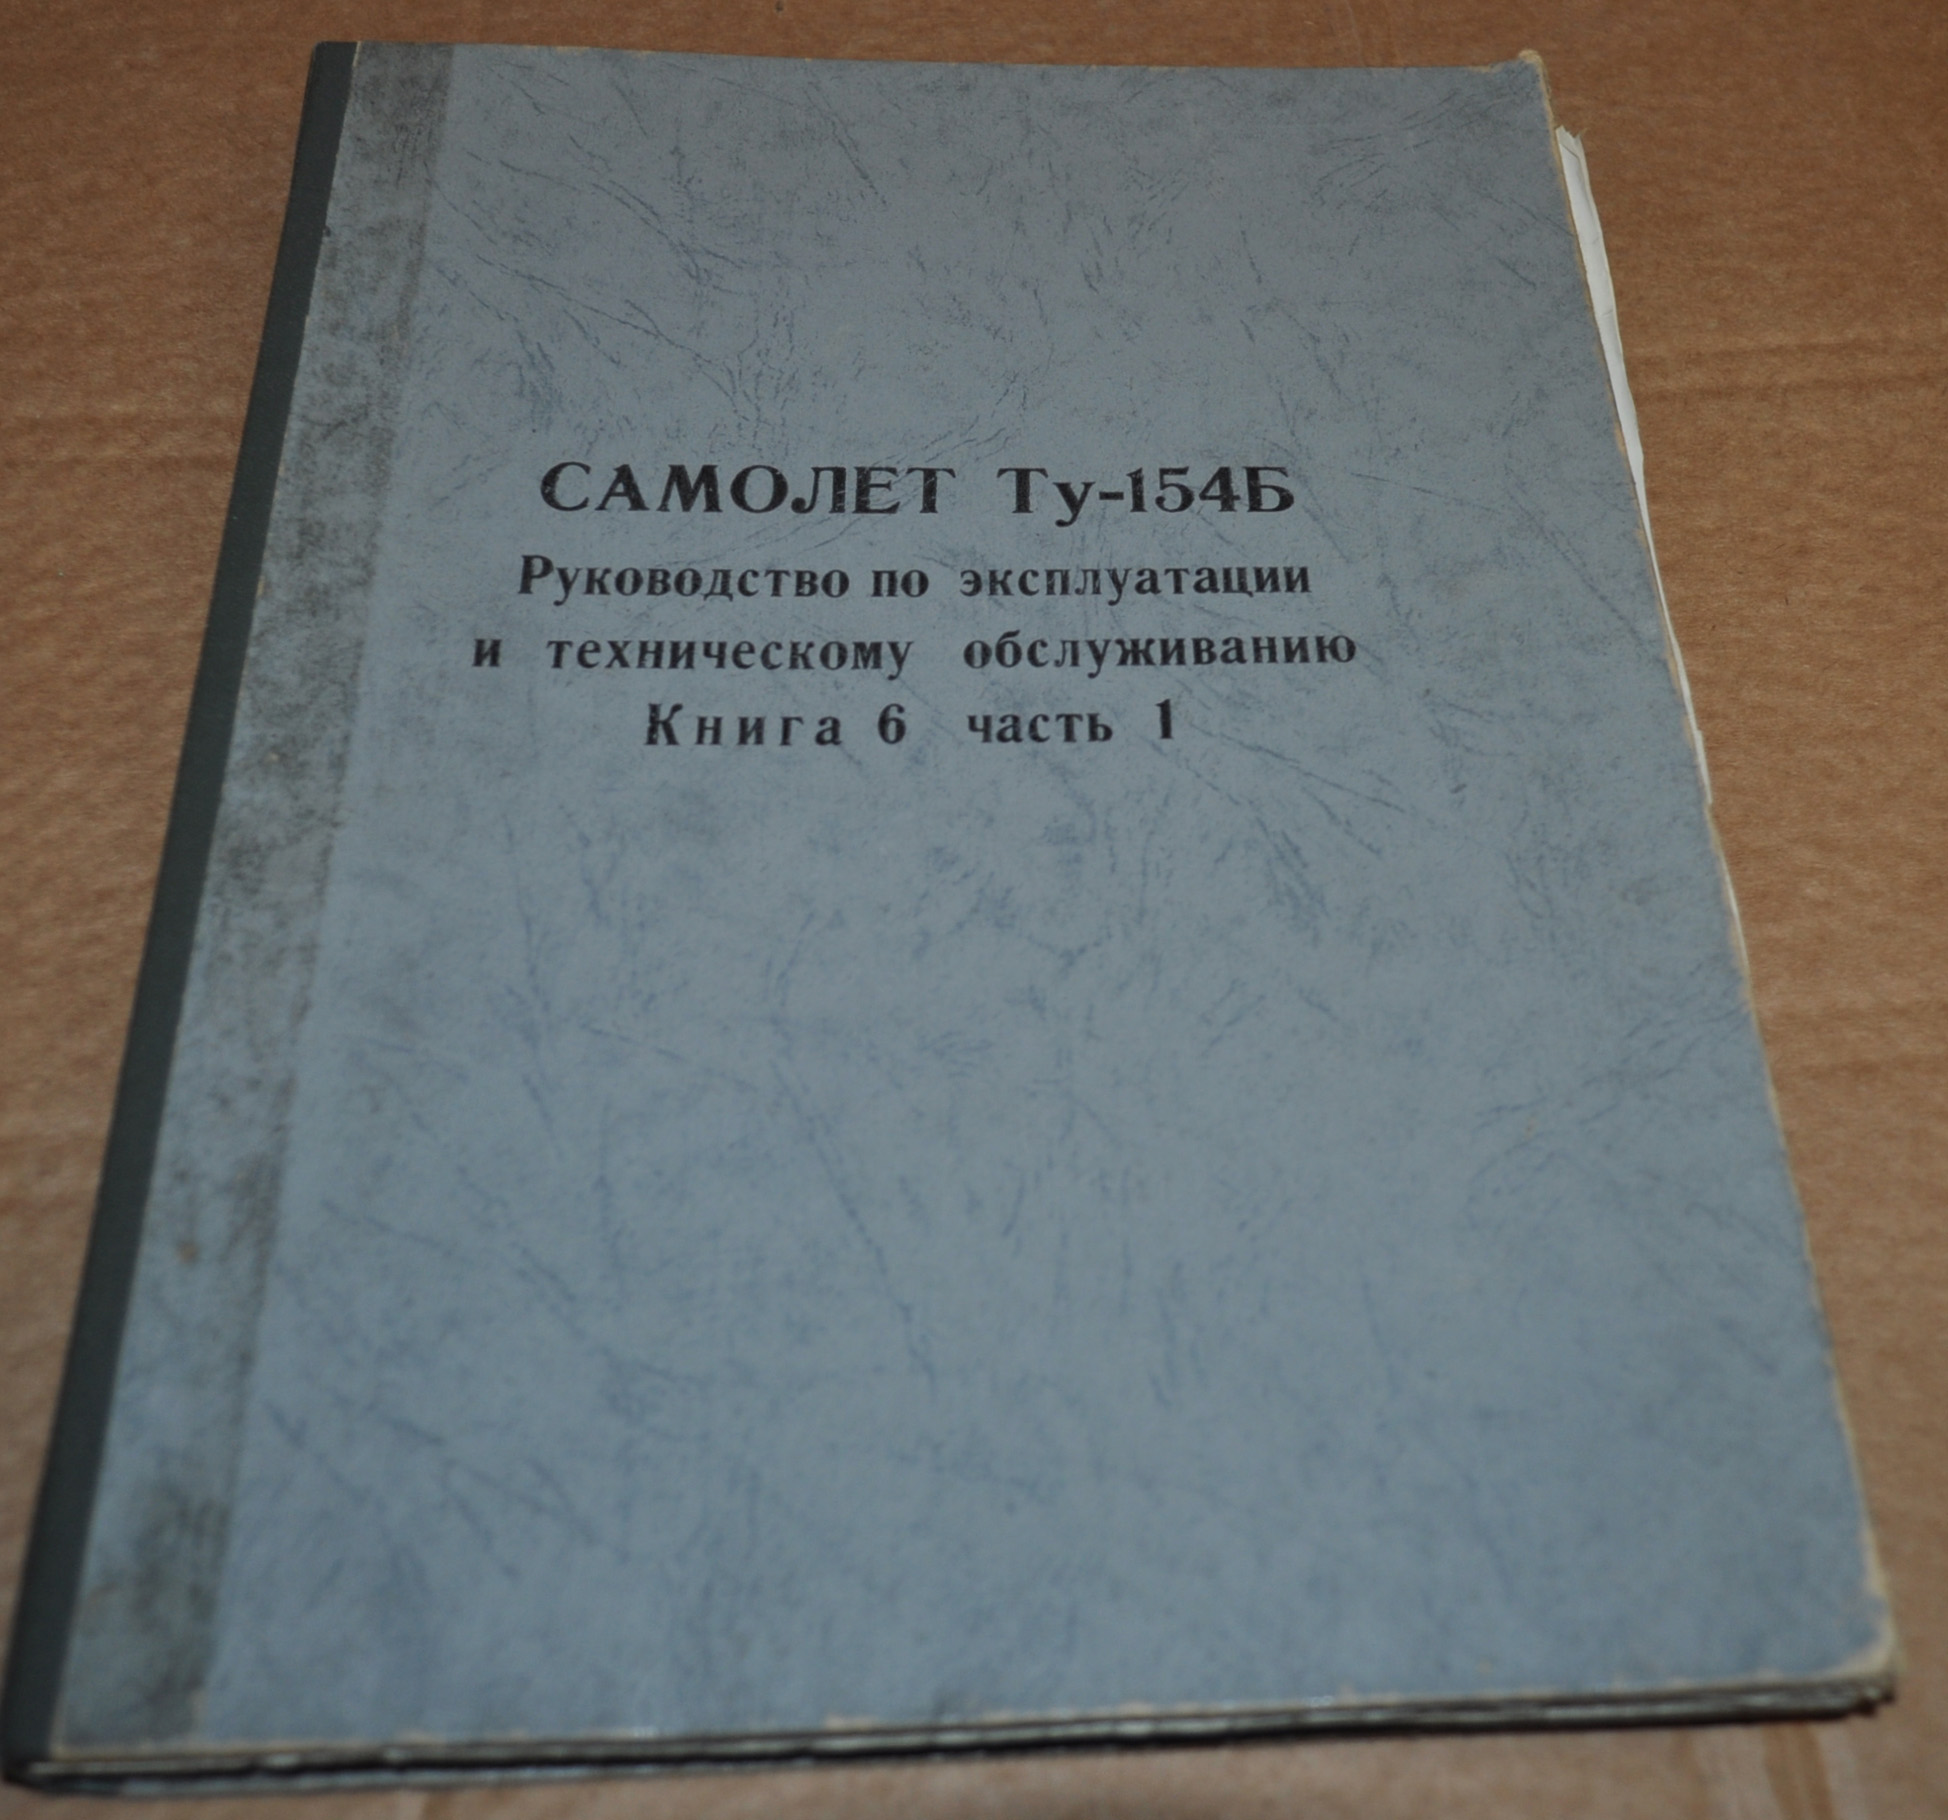 САМОЛЕТ Ту-154Б
Руководство по эксплуатации
и техническому обслуживанию
Книга 6 часть 1